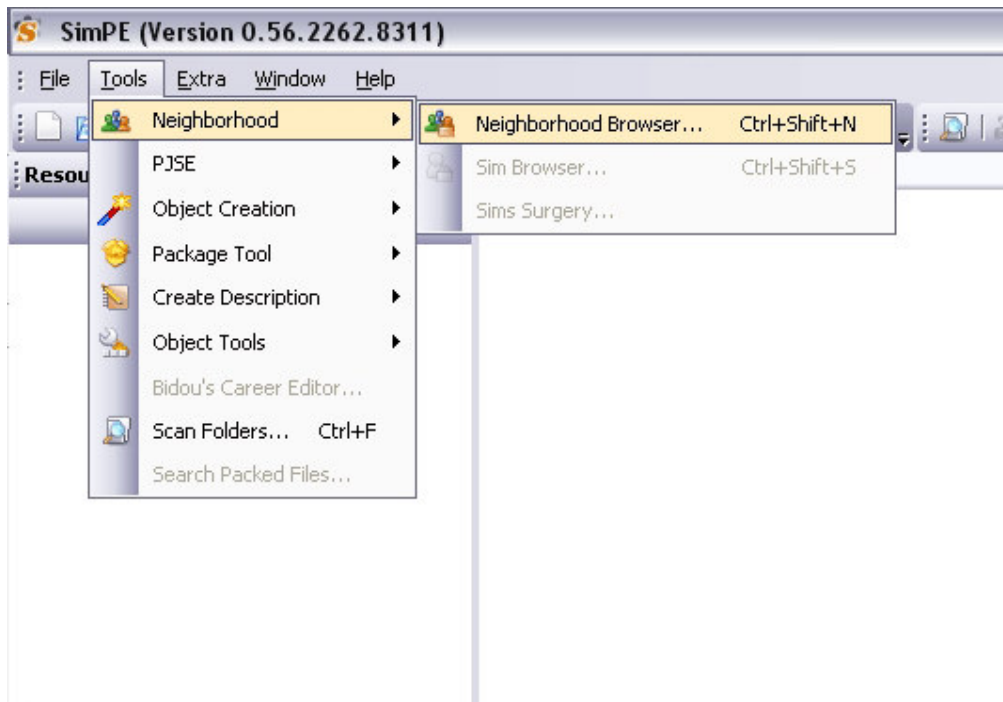 SimPE (Version 0.56.2262.8311)
File Tools Extra Window Help
Neighborhood
Neighborhood Browser... Ctrl+Shift+N
PJSE
Sim Browser... Ctrl+Shift+S
Resou
Object Creation
Sims Surgery...
Package Tool
Create Description
Object Tools
Bidou's Career Editor...
Scan Folders... Ctrl+F
Search Packed Files...